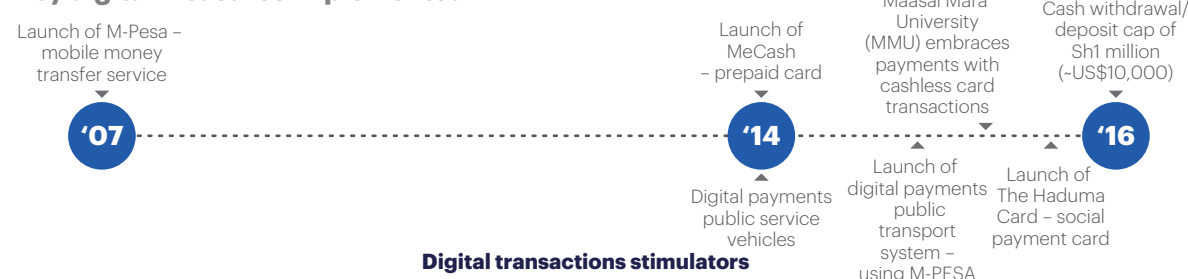 Launch of M-Pesa –
mobile money
transfer service
Launch of
MeCash
– prepaid card
Maasai Mara
University
(MMU) embraces
payments with
cashless card
transactions
Cash withdrawal/
deposit cap of
Sh1 million
(~US$10,000)
‘07
‘14
‘16
Digital payments
public service
vehicles
Launch of
digital payments
public
transport
system –
using M-PESA
Launch of
The Haduma
Card – social
payment card
Digital transactions stimulators